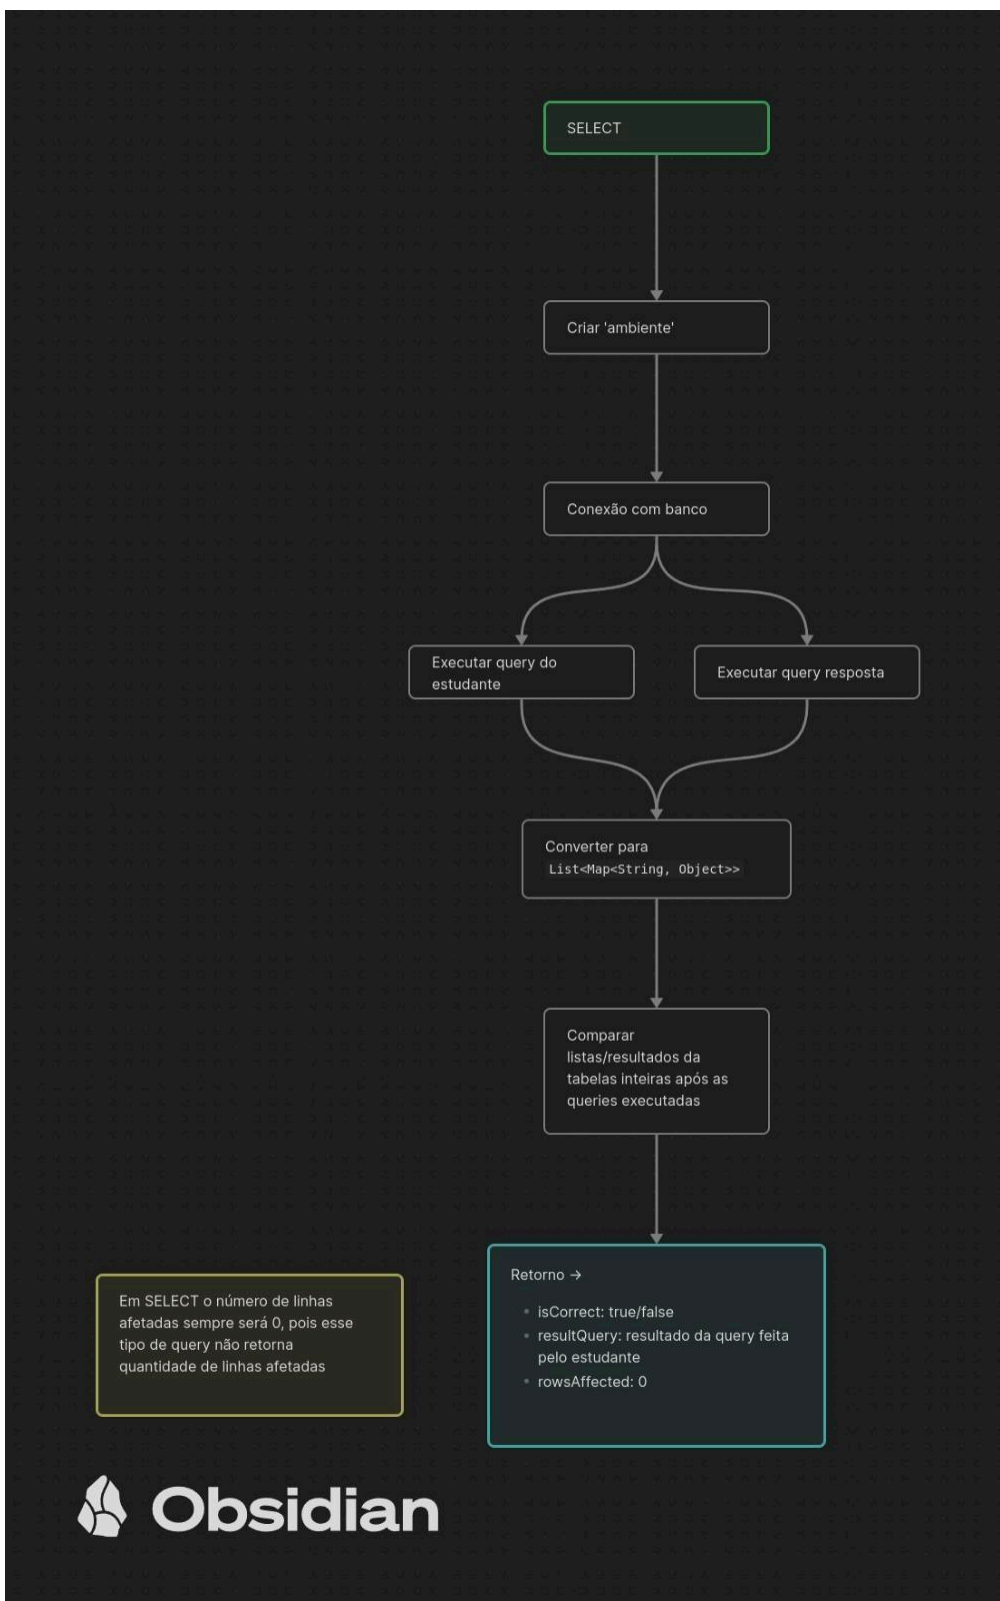 SELECT
Criar 'ambiente'
Conexão com banco
Executar query do
estudante
Executar query resposta
Converter para
List<Map<String, Object>>
Comparar
listas/resultados da
tabelas inteiras após as
queries executadas
Retorno →
• isCorrect: true/false
• resultQuery: resultado da query feita
pelo estudante
• rowsAffected: 0
Em SELECT o número de linhas
afetadas sempre será 0, pois esse
tipo de query não retorna
quantidade de linhas afetadas
Obsidian